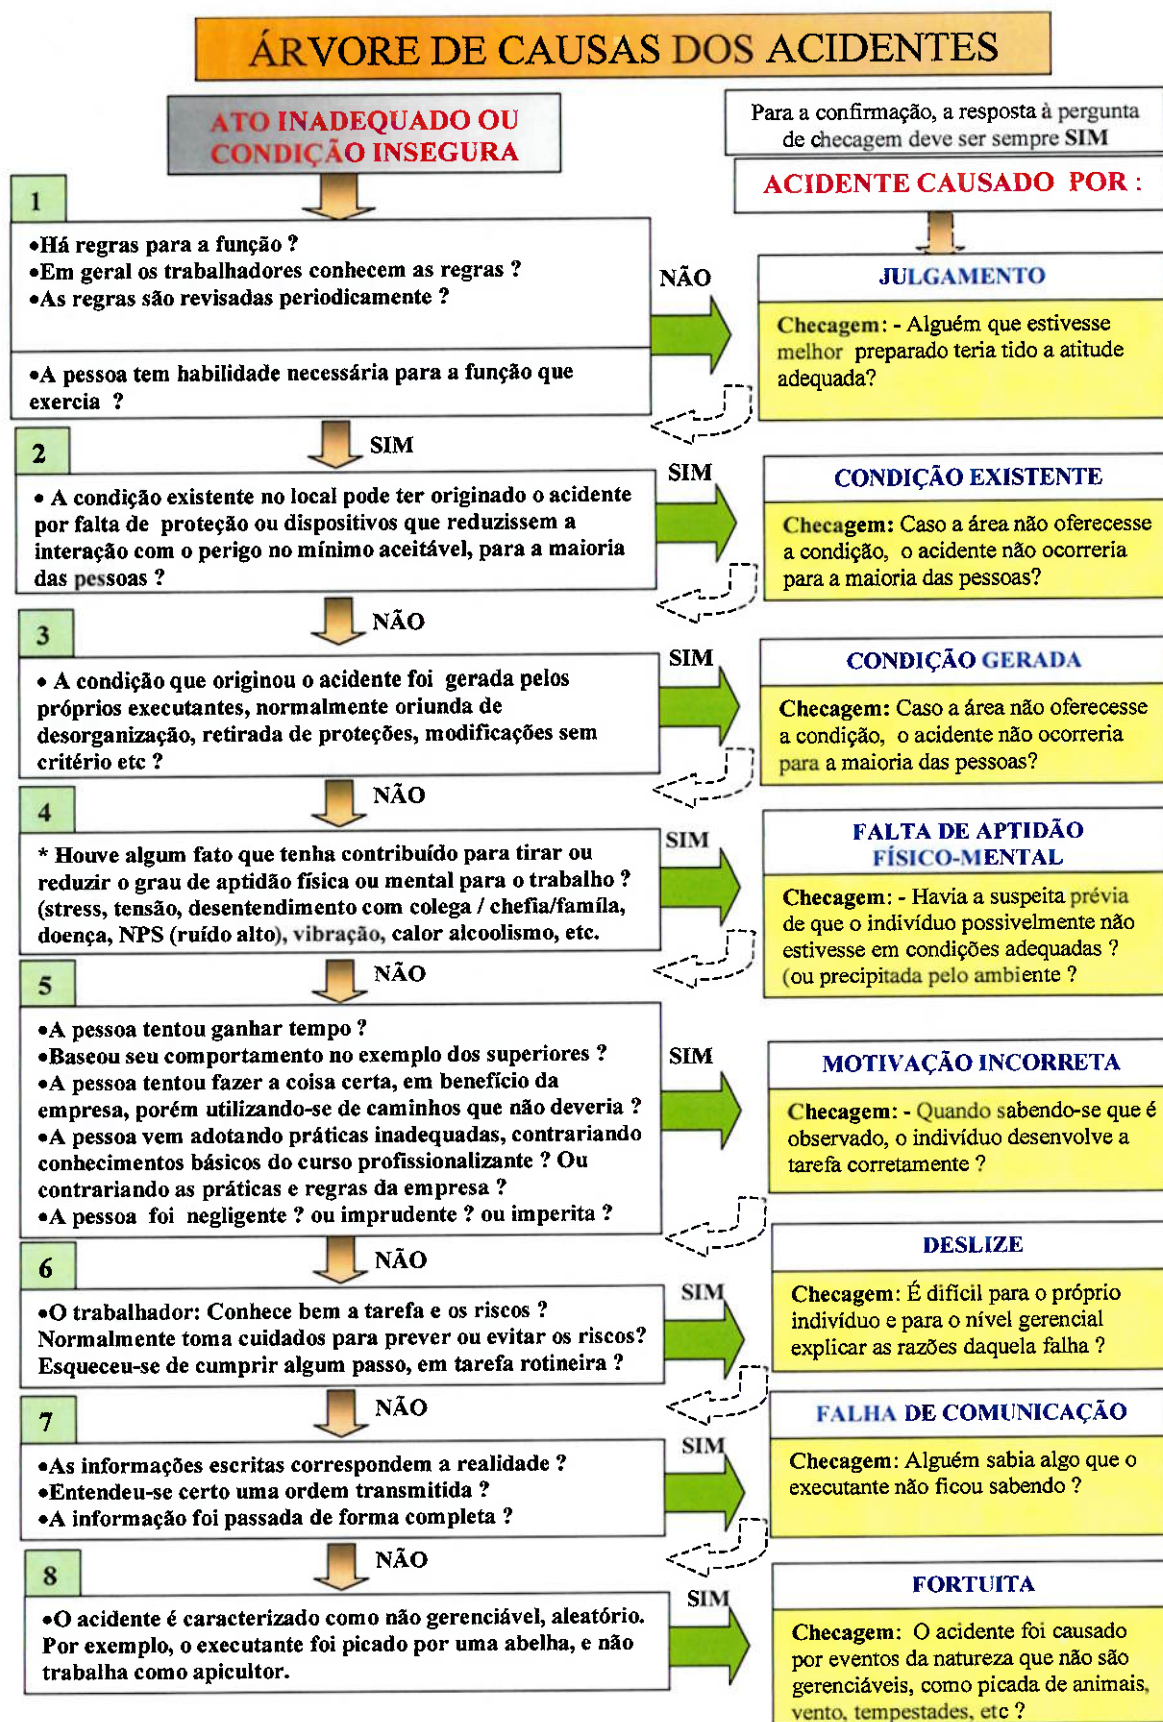 ÁRVORE DE CAUSAS DOS ACIDENTES
ATO INADEQUADO OU
CONDIÇÃO INSEGURA
Para a confirmação, a resposta à pergunta
de checagem deve ser sempre SIM
ACIDENTE CAUSADO POR :
1
•Há regras para a função ?
•Em geral os trabalhadores conhecem as regras ?
•As regras são revisadas periodicamente ?
•A pessoa tem habilidade necessária para a função que
exercia ?
NÃO
JULGAMENTO
Checagem: - Alguém que estivesse
melhor preparado teria tido a atitude
adequada?
SIM
2
• A condição existente no local pode ter originado o acidente
por falta de proteção ou dispositivos que reduzissem a
interação com o perigo no mínimo aceitável, para a maioria
das pessoas ?
SIM
CONDIÇÃO EXISTENTE
Checagem: Caso a área não oferecesse
a condição, o acidente não ocorreria
para a maioria das pessoas?
NÃO
3
• A condição que originou o acidente foi gerada pelos
próprios executantes, normalmente oriunda de
desorganização, retirada de proteções, modificações sem
critério etc ?
SIM
CONDIÇÃO GERADA
Checagem: Caso a área não oferecesse
a condição, o acidente não ocorreria
para a maioria das pessoas?
NÃO
4
* Houve algum fato que tenha contribuído para tirar ou
reduzir o grau de aptidão física ou mental para o trabalho ?
(stress, tensão, desentendimento com colega / chefia/famíla,
doença, NPS (ruído alto), vibração, calor alcoolismo, etc.
SIM
FALTA DE APTIDÃO
FÍSICO-MENTAL
Checagem: - Havia a suspeita prévia
de que o indivíduo possivelmente não
estivesse em condições adequadas ?
(ou precipitada pelo ambiente ?
NÃO
5
•A pessoa tentou ganhar tempo ?
•Baseou seu comportamento no exemplo dos superiores ?
•A pessoa tentou fazer a coisa certa, em benefício da
empresa, porém utilizando-se de caminhos que não deveria ?
•A pessoa vem adotando práticas inadequadas, contrariando
conhecimentos básicos do curso profissionalizante ? Ou
contrariando as práticas e regras da empresa ?
•A pessoa foi negligente ? ou imprudente ? ou imperita ?
SIM
MOTIVAÇÃO INCORRETA
Checagem: - Quando sabendo-se que é
observado, o indivíduo desenvolve a
tarefa corretamente ?
NÃO
6
•O trabalhador: Conhece bem a tarefa e os riscos ?
Normalmente toma cuidados para prever ou evitar os riscos?
Esqueceu-se de cumprir algum passo, em tarefa rotineira ?
SIM
DESLIZE
Checagem: É difícil para o próprio
indivíduo e para o nível gerencial
explicar as razões daquela falha ?
NÃO
7
•As informações escritas correspondem a realidade ?
•Entendeu-se certo uma ordem transmitida ?
•A informação foi passada de forma completa ?
SIM
FALHA DE COMUNICAÇÃO
Checagem: Alguém sabia algo que o
executante não ficou sabendo ?
NÃO
8
•O acidente é caracterizado como não gerenciável, aleatório.
Por exemplo, o executante foi picado por uma abelha, e não
trabalha como apicultor.
SIM
FORTUITA
Checagem: O acidente foi causado
por eventos da natureza que não são
gerenciáveis, como picada de animais,
vento, tempestades, etc ?